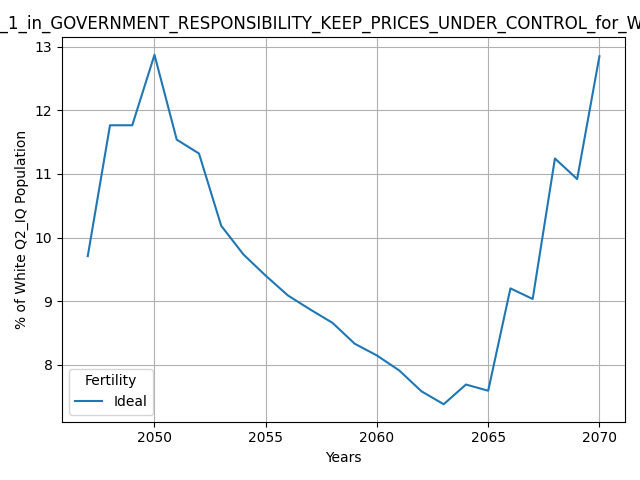 _1_in_GOVERNMENT_RESPONSIBILITY_KEEP_PRICES_UNDER_CONTROL_for_W
13
12
11
10
9
8
% of White Q2_IQ Population
Fertility
Ideal
2050 2055 2060 2065 2070
Years